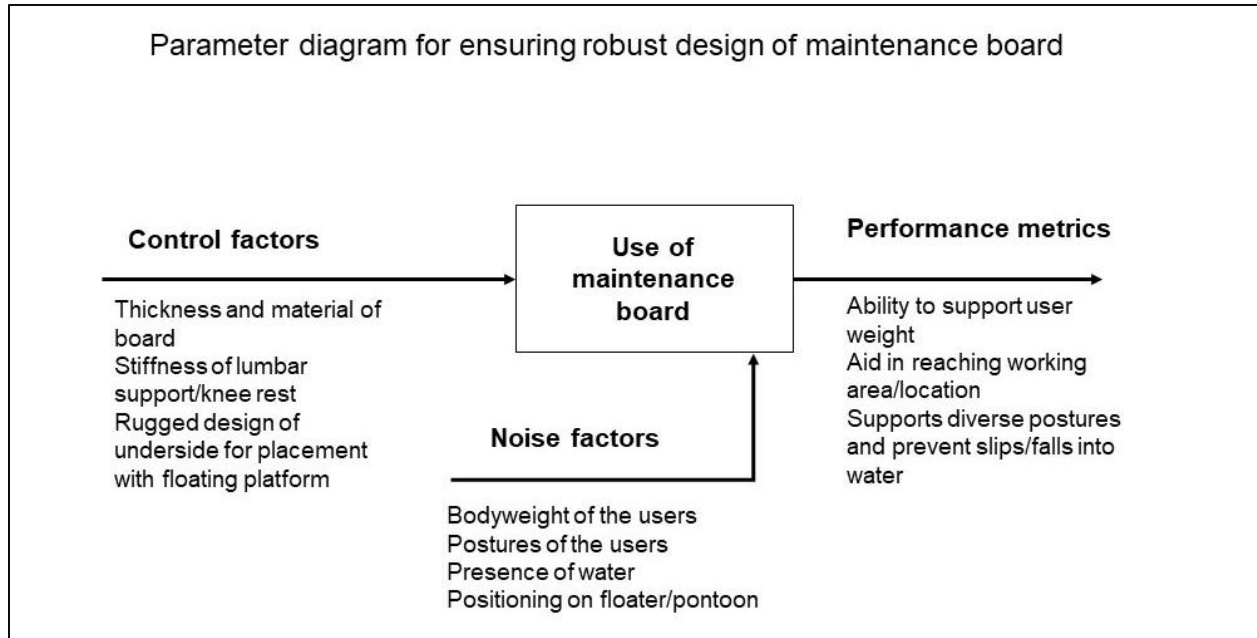 Parameter diagram for ensuring robust design of maintenance board
Control factors
Thickness and material of
board
Stiffness of lumbar
support/knee rest
Rugged design of
underside for placement
with floating platform
Use of
maintenance
board
Noise factors
Bodyweight of the users
Postures of the users
Presence of water
Positioning on floater/pontoon
Performance metrics
Ability to support user
weight
Aid in reaching working
area/location
Supports diverse postures
and prevent slips/falls into
water